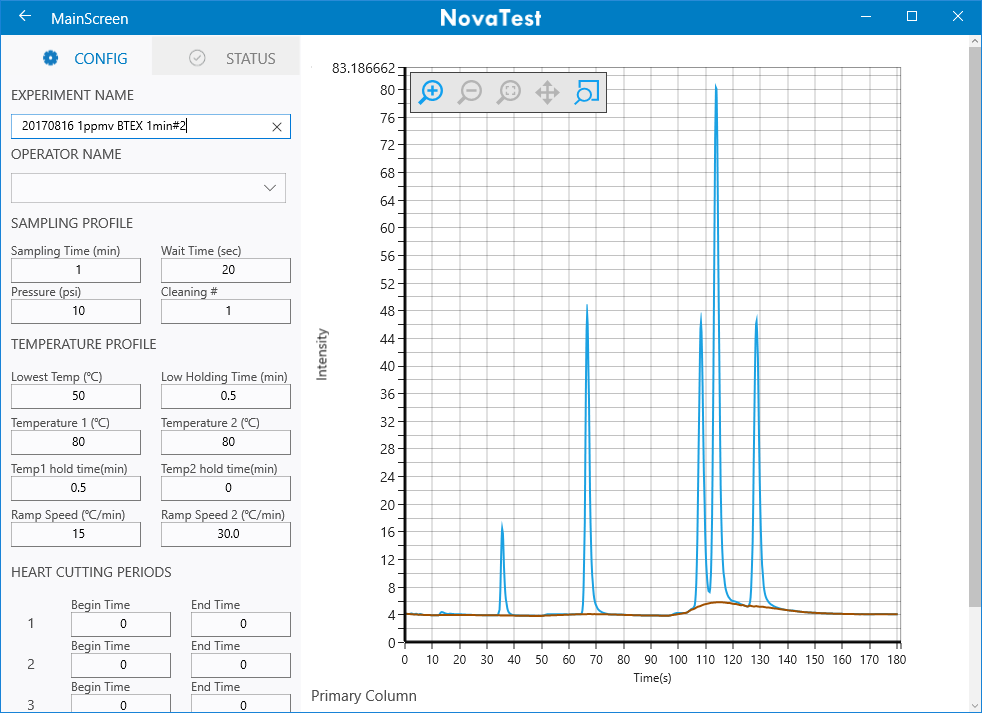 MainScreen
NovaTest
CONFIG
STATUS
EXPERIMENT NAME
20170816 1ppmv BTEX 1min#2
OPERATOR NAME
SAMPLING PROFILE
Sampling Time (min) Wait Time (sec)
1 20
Pressure (psi) Cleaning #
10 1
TEMPERATURE PROFILE
Lowest Temp (℃) Low Holding Time (min)
50 0.5
Temperature 1 (℃) Temperature 2 (℃)
80 80
Temp1 hold time(min) Temp2 hold time(min)
0.5 0
Ramp Speed (℃/min) Ramp Speed 2 (℃/min)
15 30.0
HEART CUTTING PERIODS
Begin Time End Time
1 0 0
Begin Time End Time
2 0 0
Begin Time End Time
3 0 0
83.186662
80
76
72
68
64
60
56
52
48
44
40
36
32
28
24
20
16
12
8
4
0
Intensity
0 10 20 30 40 50 60 70 80 90 100 110 120 130 140 150 160 170 180
Time(s)
Primary Column